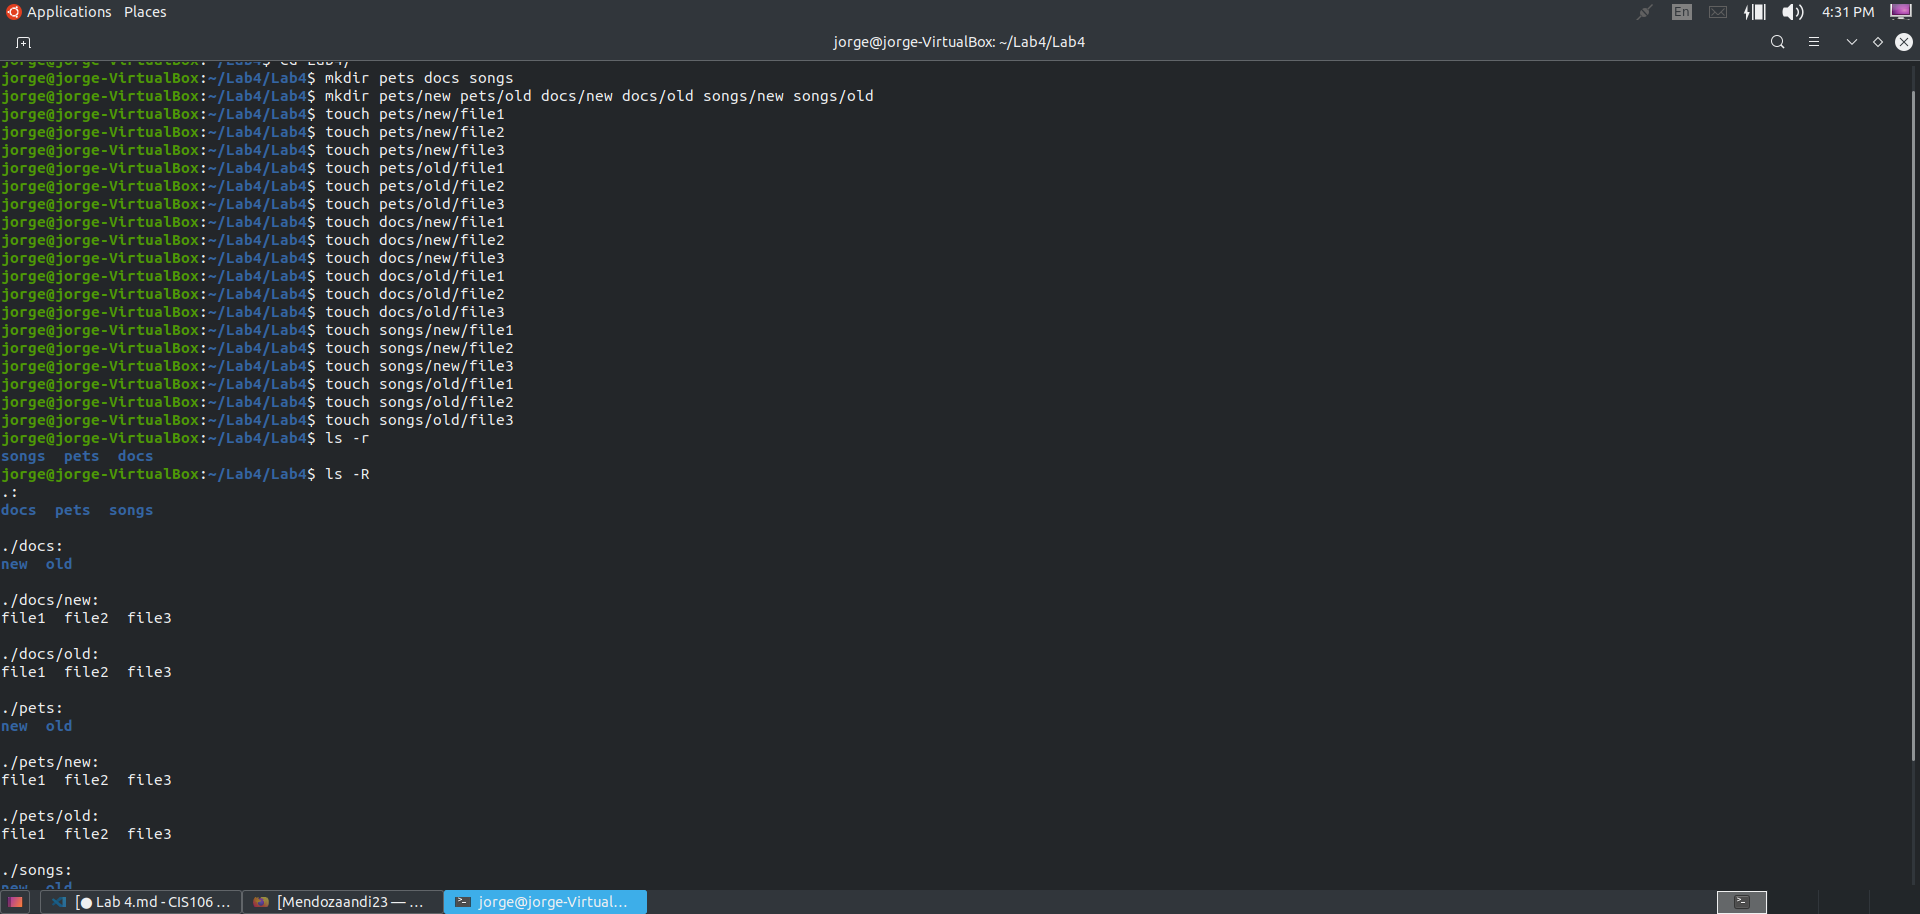 Applications Places
En
4:31 PM
jorge@jorge-VirtualBox: ~/Lab4/Lab4
jorge@jorge-VirtualBox:~/Lab4$ cd Lab4/
jorge@jorge-VirtualBox:~/Lab4/Lab4$ mkdir pets docs songs
jorge@jorge-VirtualBox:~/Lab4/Lab4$ mkdir pets/new pets/old docs/new docs/old songs/new songs/old
jorge@jorge-VirtualBox:~/Lab4/Lab4$ touch pets/new/file1
jorge@jorge-VirtualBox:~/Lab4/Lab4$ touch pets/new/file2
jorge@jorge-VirtualBox:~/Lab4/Lab4$ touch pets/new/file3
jorge@jorge-VirtualBox:~/Lab4/Lab4$ touch pets/old/file1
jorge@jorge-VirtualBox:~/Lab4/Lab4$ touch pets/old/file2
jorge@jorge-VirtualBox:~/Lab4/Lab4$ touch pets/old/file3
jorge@jorge-VirtualBox:~/Lab4/Lab4$ touch docs/new/file1
jorge@jorge-VirtualBox:~/Lab4/Lab4$ touch docs/new/file2
jorge@jorge-VirtualBox:~/Lab4/Lab4$ touch docs/new/file3
jorge@jorge-VirtualBox:~/Lab4/Lab4$ touch docs/old/file1
jorge@jorge-VirtualBox:~/Lab4/Lab4$ touch docs/old/file2
jorge@jorge-VirtualBox:~/Lab4/Lab4$ touch docs/old/file3
jorge@jorge-VirtualBox:~/Lab4/Lab4$ touch songs/new/file1
jorge@jorge-VirtualBox:~/Lab4/Lab4$ touch songs/new/file2
jorge@jorge-VirtualBox:~/Lab4/Lab4$ touch songs/new/file3
jorge@jorge-VirtualBox:~/Lab4/Lab4$ touch songs/old/file1
jorge@jorge-VirtualBox:~/Lab4/Lab4$ touch songs/old/file2
jorge@jorge-VirtualBox:~/Lab4/Lab4$ touch songs/old/file3
jorge@jorge-VirtualBox:~/Lab4/Lab4$ ls -r
songs pets docs
jorge@jorge-VirtualBox:~/Lab4/Lab4$ ls -R
.:
docs pets songs
./docs:
new old
./docs/new:
file1 file2 file3
./docs/old:
file1 file2 file3
./pets:
new old
./pets/new:
file1 file2 file3
./pets/old:
file1 file2 file3
./songs:
new old
[● Lab 4.md - CIS106 ...
[Mendozaandi23 — ...
jorge@jorge-Virtual...